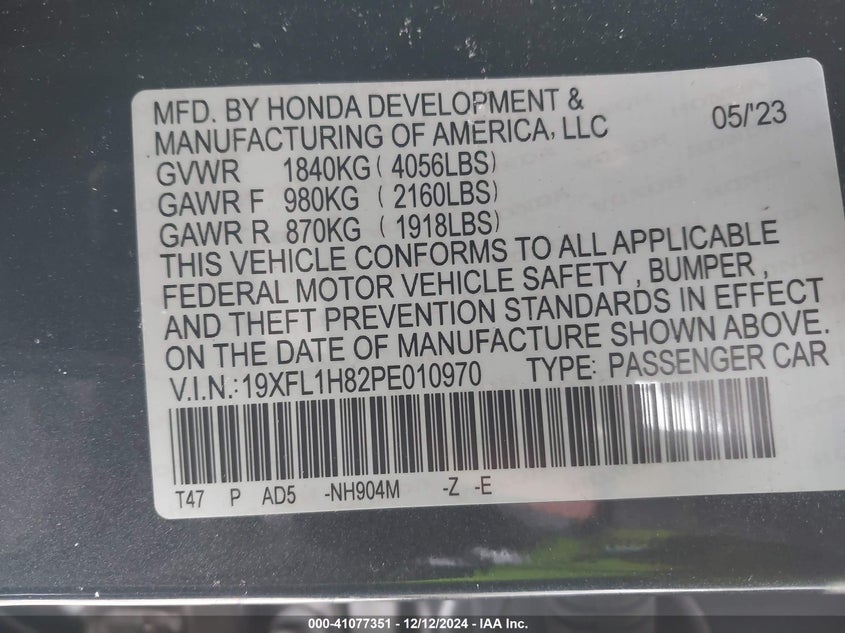 MFD. BY HONDA DEVELOPMENT &
MANUFACTURING OF AMERICA, LLC 05/'23
GVWR 1840KG ( 4056LBS)
GAWR F 980KG ( 2160LBS)
GAWR R 870KG ( 1918LBS)
THIS VEHICLE CONFORMS TO ALL APPLICABLE
FEDERAL MOTOR VEHICLE SAFETY , BUMPER ,
AND THEFT PREVENTION STANDARDS IN EFFECT
ON THE DATE OF MANUFACTURE SHOWN ABOVE.
V.I.N.:19XFL1H82PE010970 TYPE: PASSENGER CAR
T47 P AD5 -NH904M -Z -E
000-41077351 - 12/12/2024 - IAA Inc.